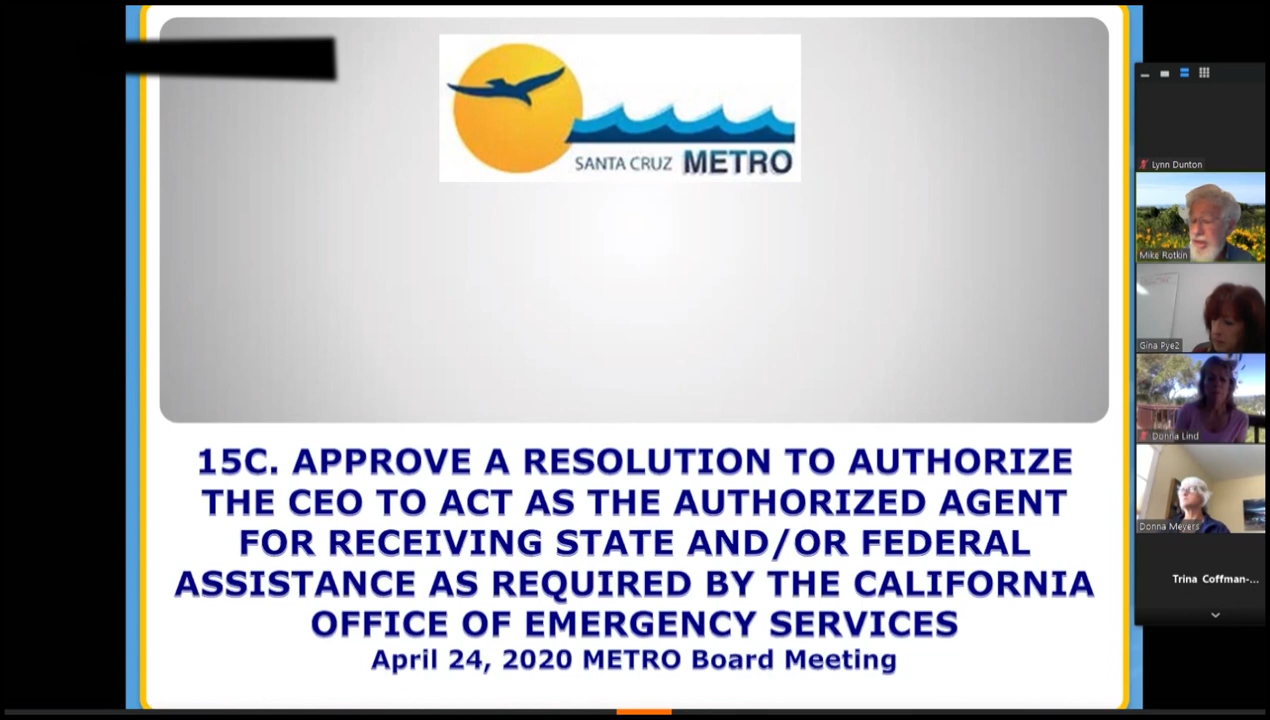 SANTA CRUZ METRO
15C. APPROVE A RESOLUTION TO AUTHORIZE
THE CEO TO ACT AS THE AUTHORIZED AGENT
FOR RECEIVING STATE AND/OR FEDERAL
ASSISTANCE AS REQUIRED BY THE CALIFORNIA
OFFICE OF EMERGENCY SERVICES
April 24, 2020 METRO Board Meeting
Lynn Dunton
Mike Rotkin
Gina Pye2
Donna Lind
Donna Meyers
Trina Coffman-...